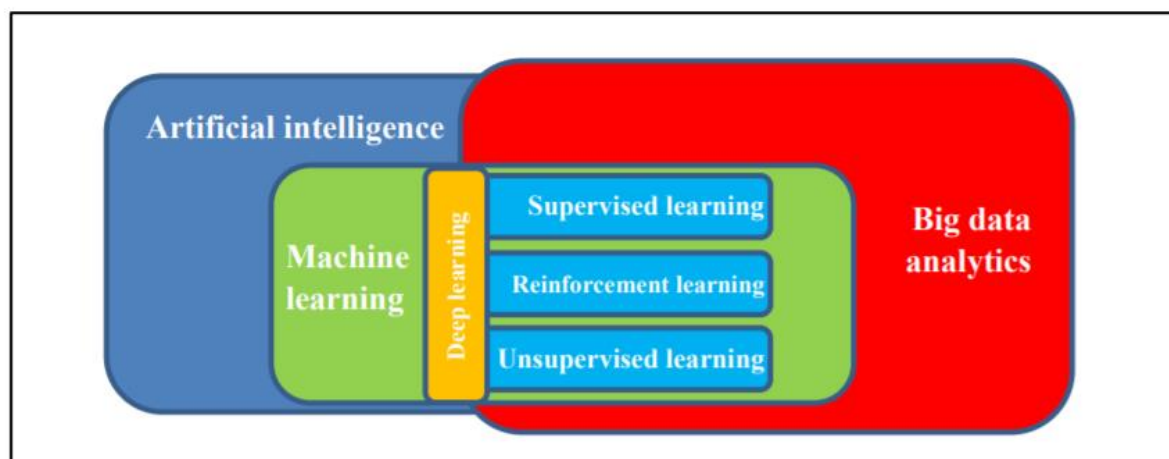 Artificial intelligence
Machine
learning
Deep learning
Supervised learning
Reinforcement learning
Unsupervised learning
Big data
analytics